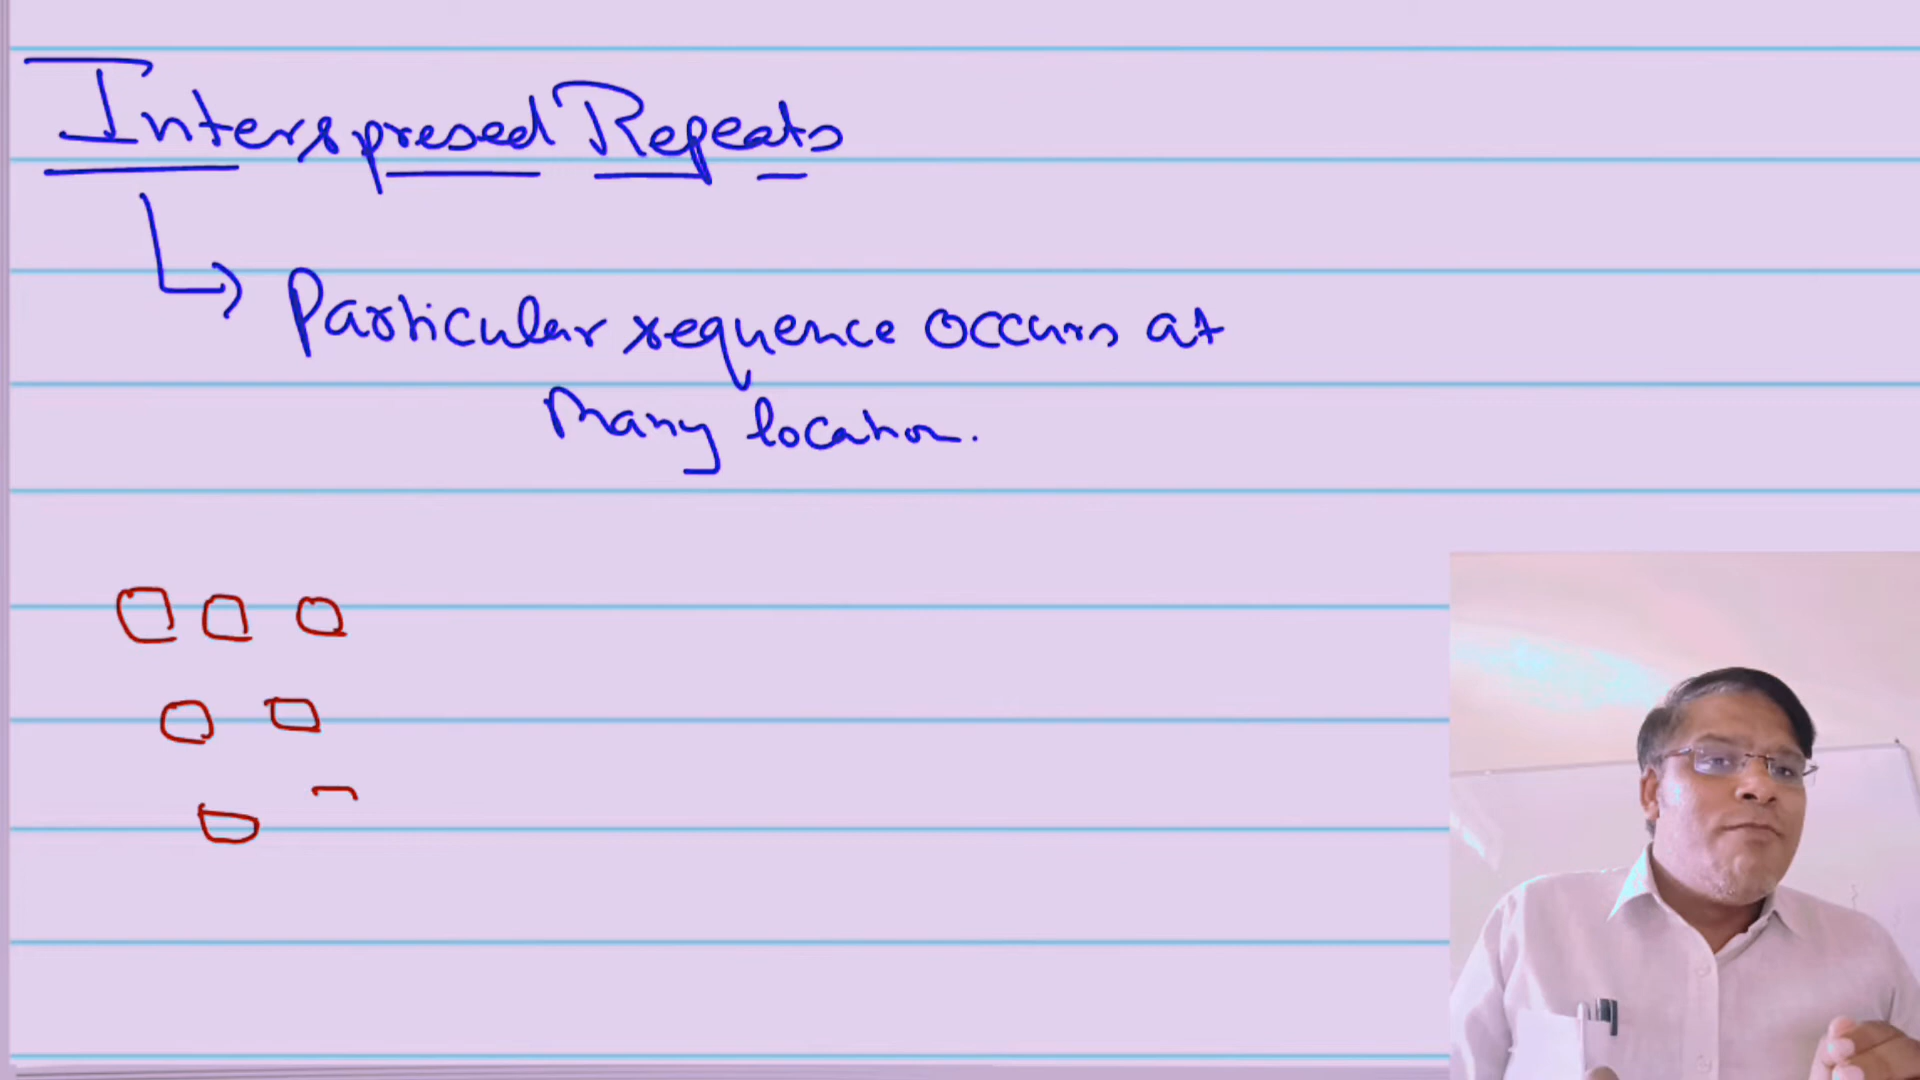 Interspresed Repeats
Particular sequence occurs at
many location.